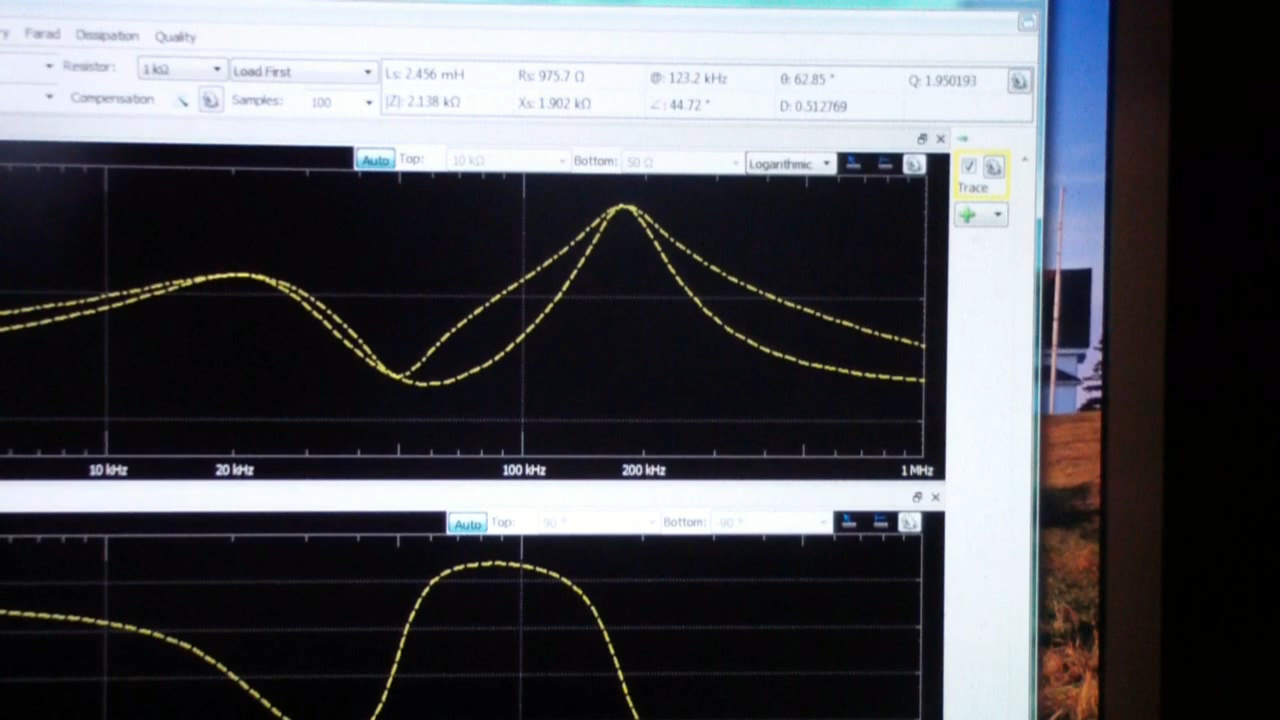 Farad Dissipation Quality
Resistor: 1 kΩ Load First Ls: 2.456 mH Rs: 975.7 Ω @: 123.2 kHz θ: 62.85 ° Q: 1.950193
Compensation Samples: 100 |Z|: 2.138 kΩ Xs: 1.902 kΩ ∠: 44.72 ° D: 0.512769
Auto Top: 10 kΩ Bottom: 50 Ω Logarithmic
Trace
10 kHz 20 kHz 100 kHz 200 kHz 1 MHz
Auto Top: 90 ° Bottom: -90 °